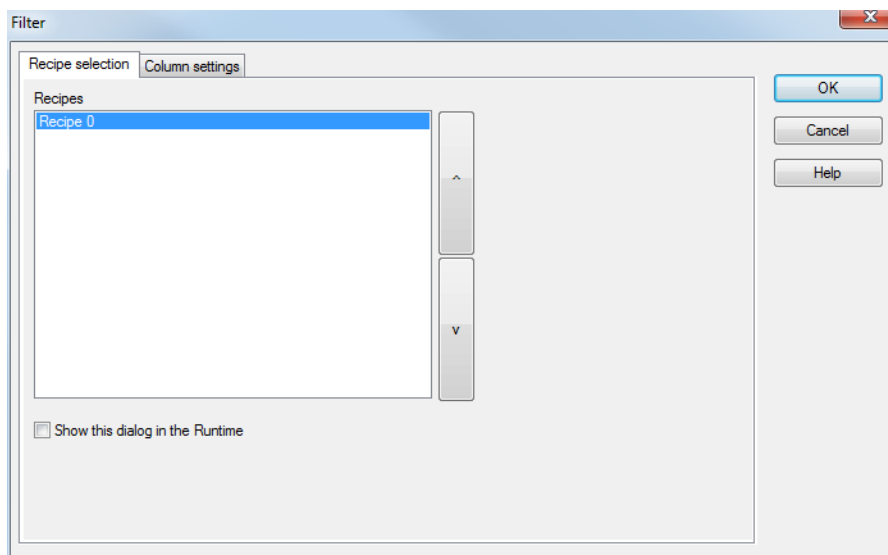 Filter
Recipe selection
Column settings
Recipes
Recipe 0
^
v
Show this dialog in the Runtime
OK
Cancel
Help